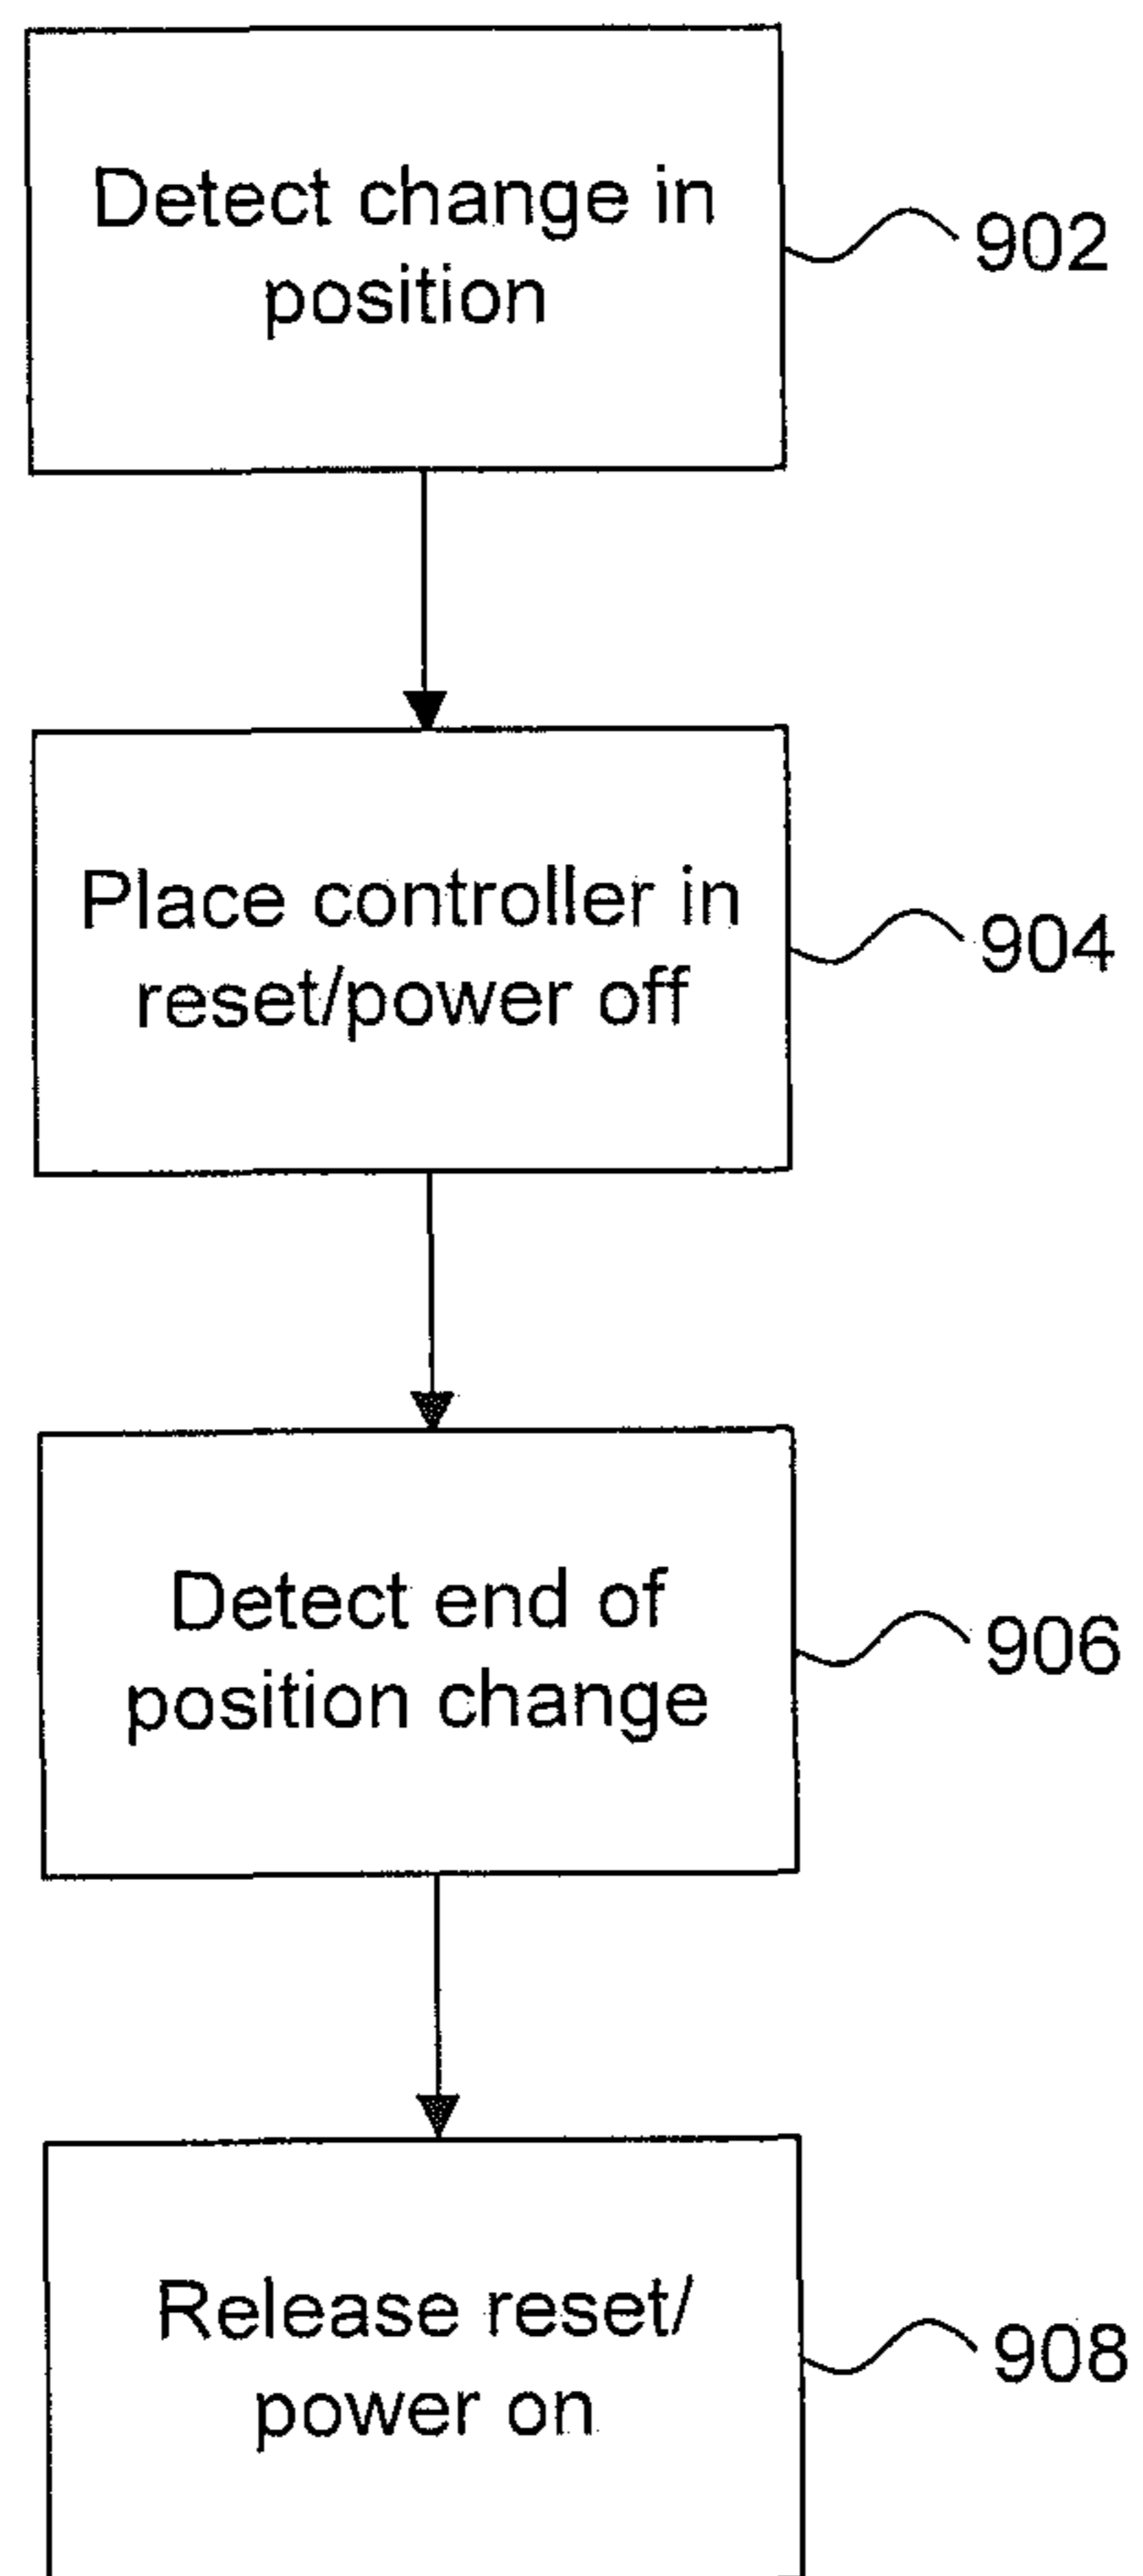 Detect change in
position
902
Place controller in
reset/power off
904
Detect end of
position change
906
Release reset/
power on
908